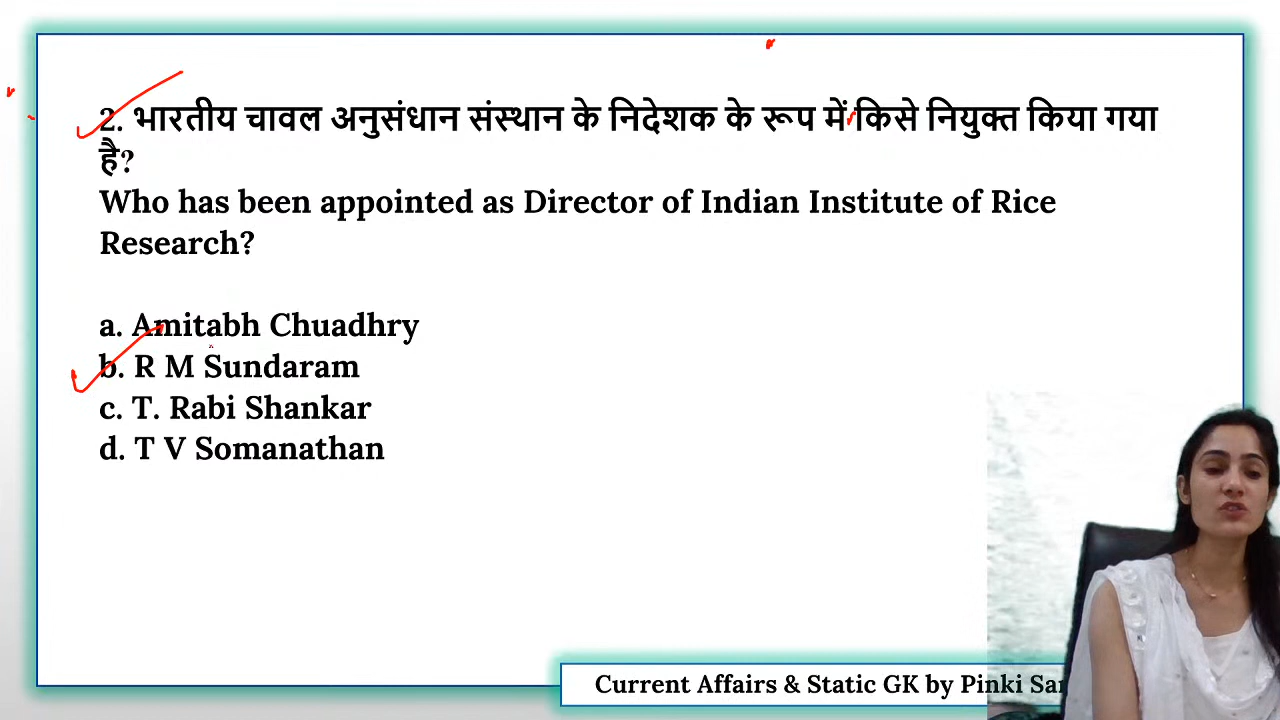 2. भारतीय चावल अनुसंधान संस्थान के निदेशक के रूप में किसे नियुक्त किया गया
है?
Who has been appointed as Director of Indian Institute of Rice
Research?
a. Amitabh Chuadhry
b. R M Sundaram
c. T. Rabi Shankar
d. T V Somanathan
Current Affairs & Static GK by Pinki